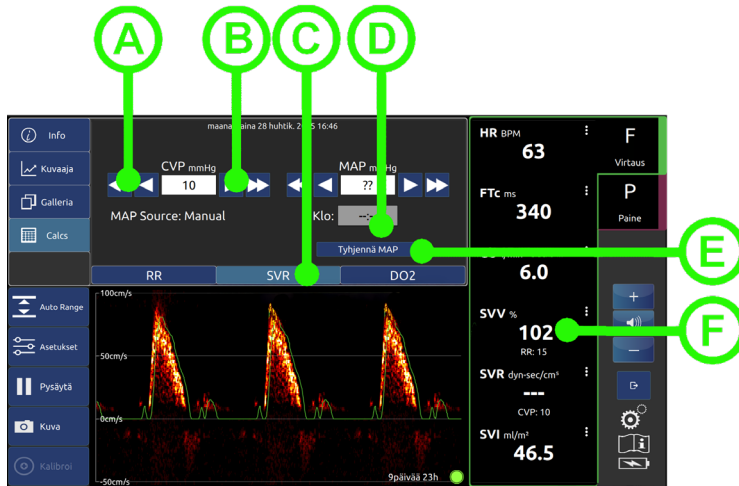 A
B
C
D
E
F
28 huhtik. 16:46
Info
Kuvaaja
Galleria
Calcs
CVP mmHg
10
MAP
??
MAP Source: Manual
Klo:
--:--
Tyhjennä MAP
RR
SVR
DO2
Auto Range
Asetukset
Pysäytä
Kuva
Kalibroi
100cm/s
50cm/s
0cm/s
-50cm/s
9päivää 23h
HR BPM
63
FTc ms
340
6.0
SVV %
102
RR: 15
SVR dyn-sec/cm⁵
---
CVP: 10
SVI ml/m²
46.5
F
Virtaus
P
Paine
+
−